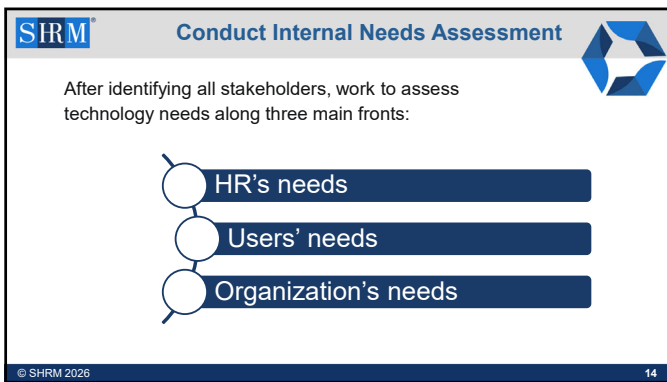 SHRM®
Conduct Internal Needs Assessment
After identifying all stakeholders, work to assess
technology needs along three main fronts:
HR’s needs
Users’ needs
Organization’s needs
© SHRM 2026
14